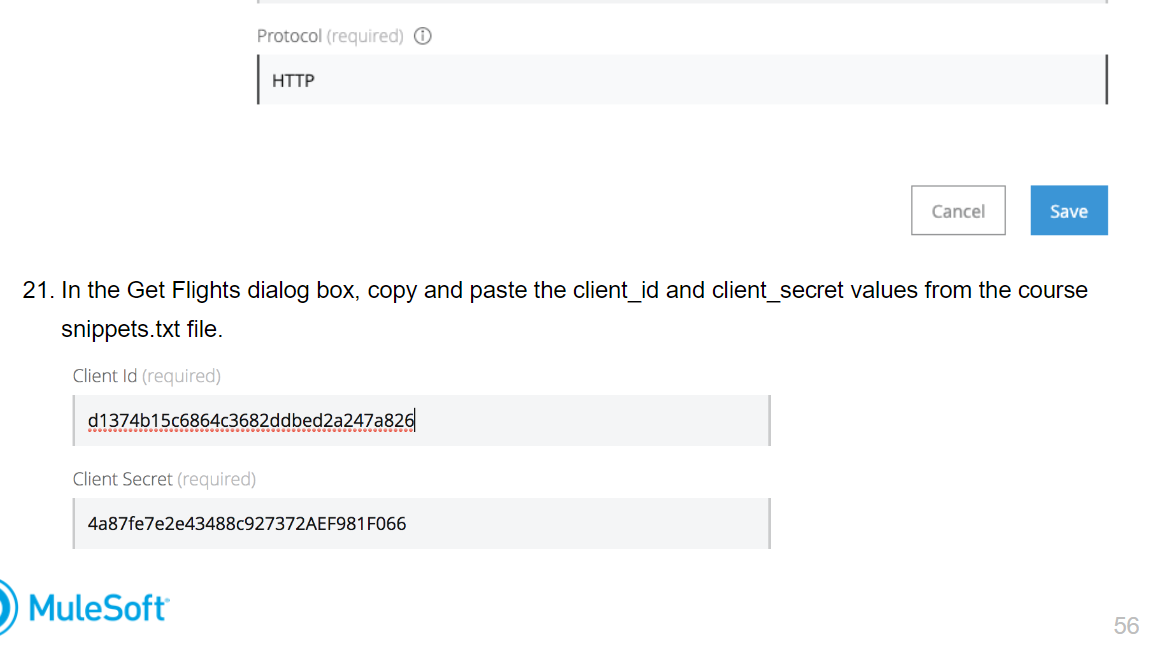 Protocol (required)
HTTP
Cancel Save
21. In the Get Flights dialog box, copy and paste the client_id and client_secret values from the course
snippets.txt file.
Client Id (required)
d1374b15c6864c3682ddbed2a247a826
Client Secret (required)
4a87fe7e2e43488c927372AEF981F066
MuleSoft
56